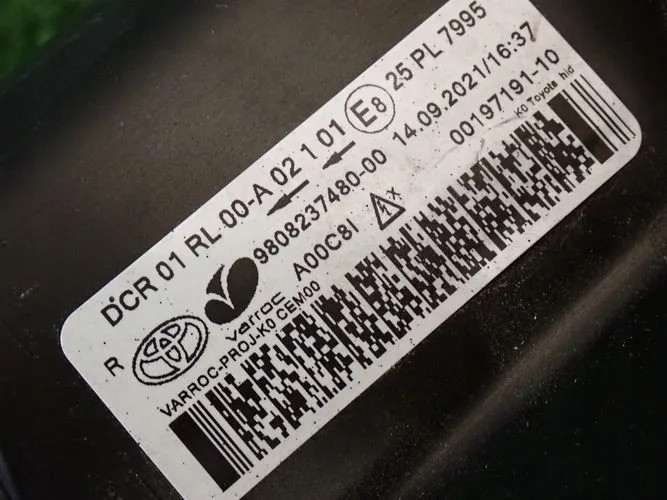 DCR 01 RL 00-A 02 1 01 E8 25 PL 7995
9808237480-00 14.09.2021/16:37
R varroc A00C8I X 00197191-10
VARROC-PROJ-K0 CEM00 K0 Toyota hid